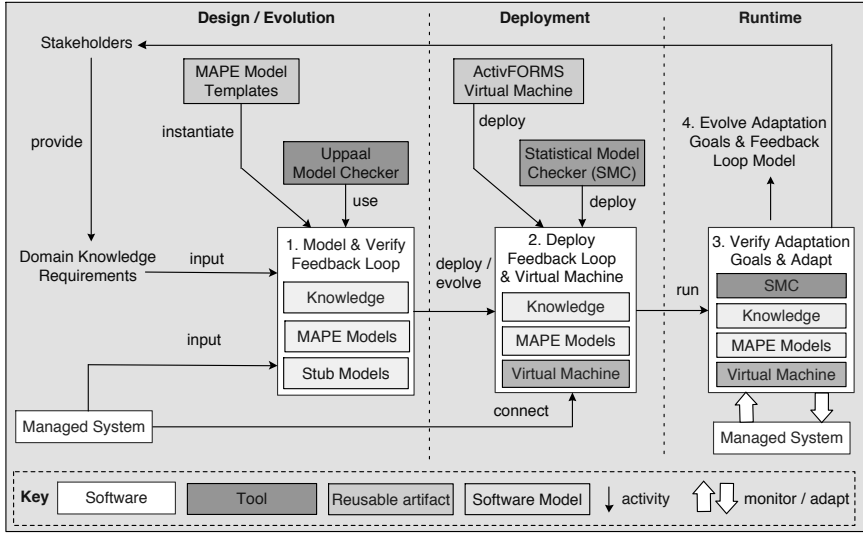 Design / Evolution
Deployment
Runtime
Stakeholders
MAPE Model
Templates
ActivFORMS
Virtual Machine
instantiate
deploy
provide
Uppaal
Model Checker
Statistical Model
Checker (SMC)
4. Evolve Adaptation
Goals & Feedback
Loop Model
use
deploy
Domain Knowledge
Requirements
input
1. Model & Verify
Feedback Loop
Knowledge
MAPE Models
Stub Models
deploy /
evolve
2. Deploy
Feedback Loop
& Virtual Machine
Knowledge
MAPE Models
Virtual Machine
run
3. Verify Adaptation
Goals & Adapt
SMC
Knowledge
MAPE Models
Virtual Machine
input
connect
Managed System
Managed System
Key
Software
Tool
Reusable artifact
Software Model
activity
monitor / adapt